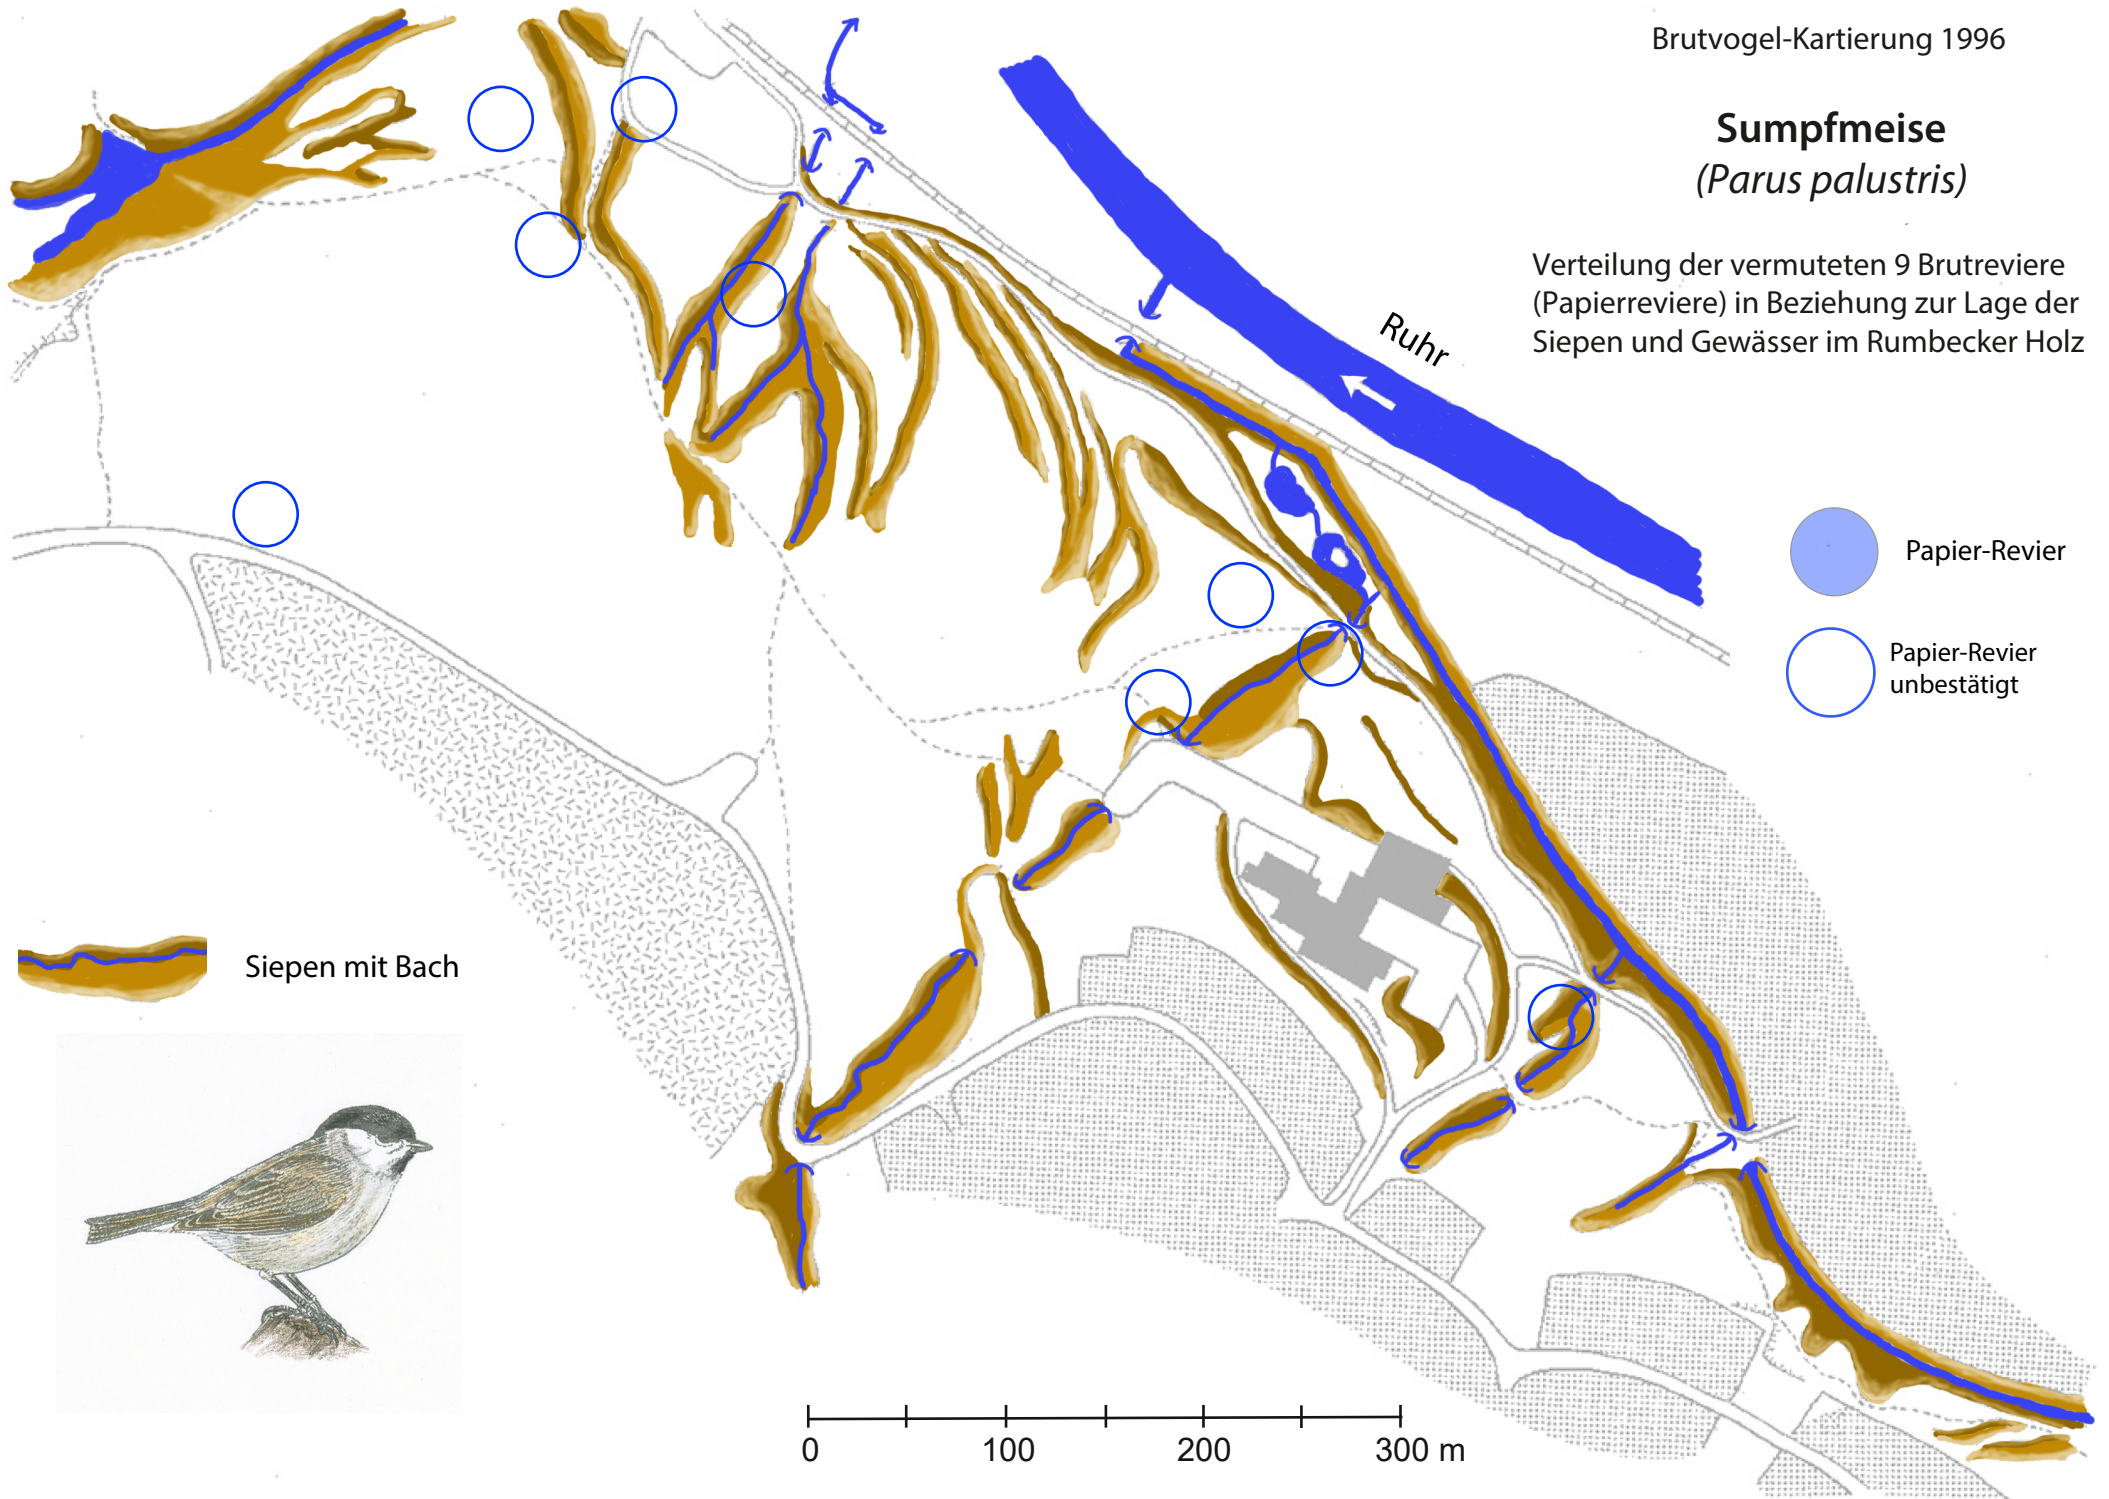 Brutvogel-Kartierung 1996
Sumpfmeise
(Parus palustris)
Verteilung der vermuteten 9 Brutreviere
(Papierreviere) in Beziehung zur Lage der
Siepen und Gewässer im Rumbecker Holz
Ruhr
Papier-Revier
Papier-Revier
unbestätigt
Siepen mit Bach
0 100 200 300 m